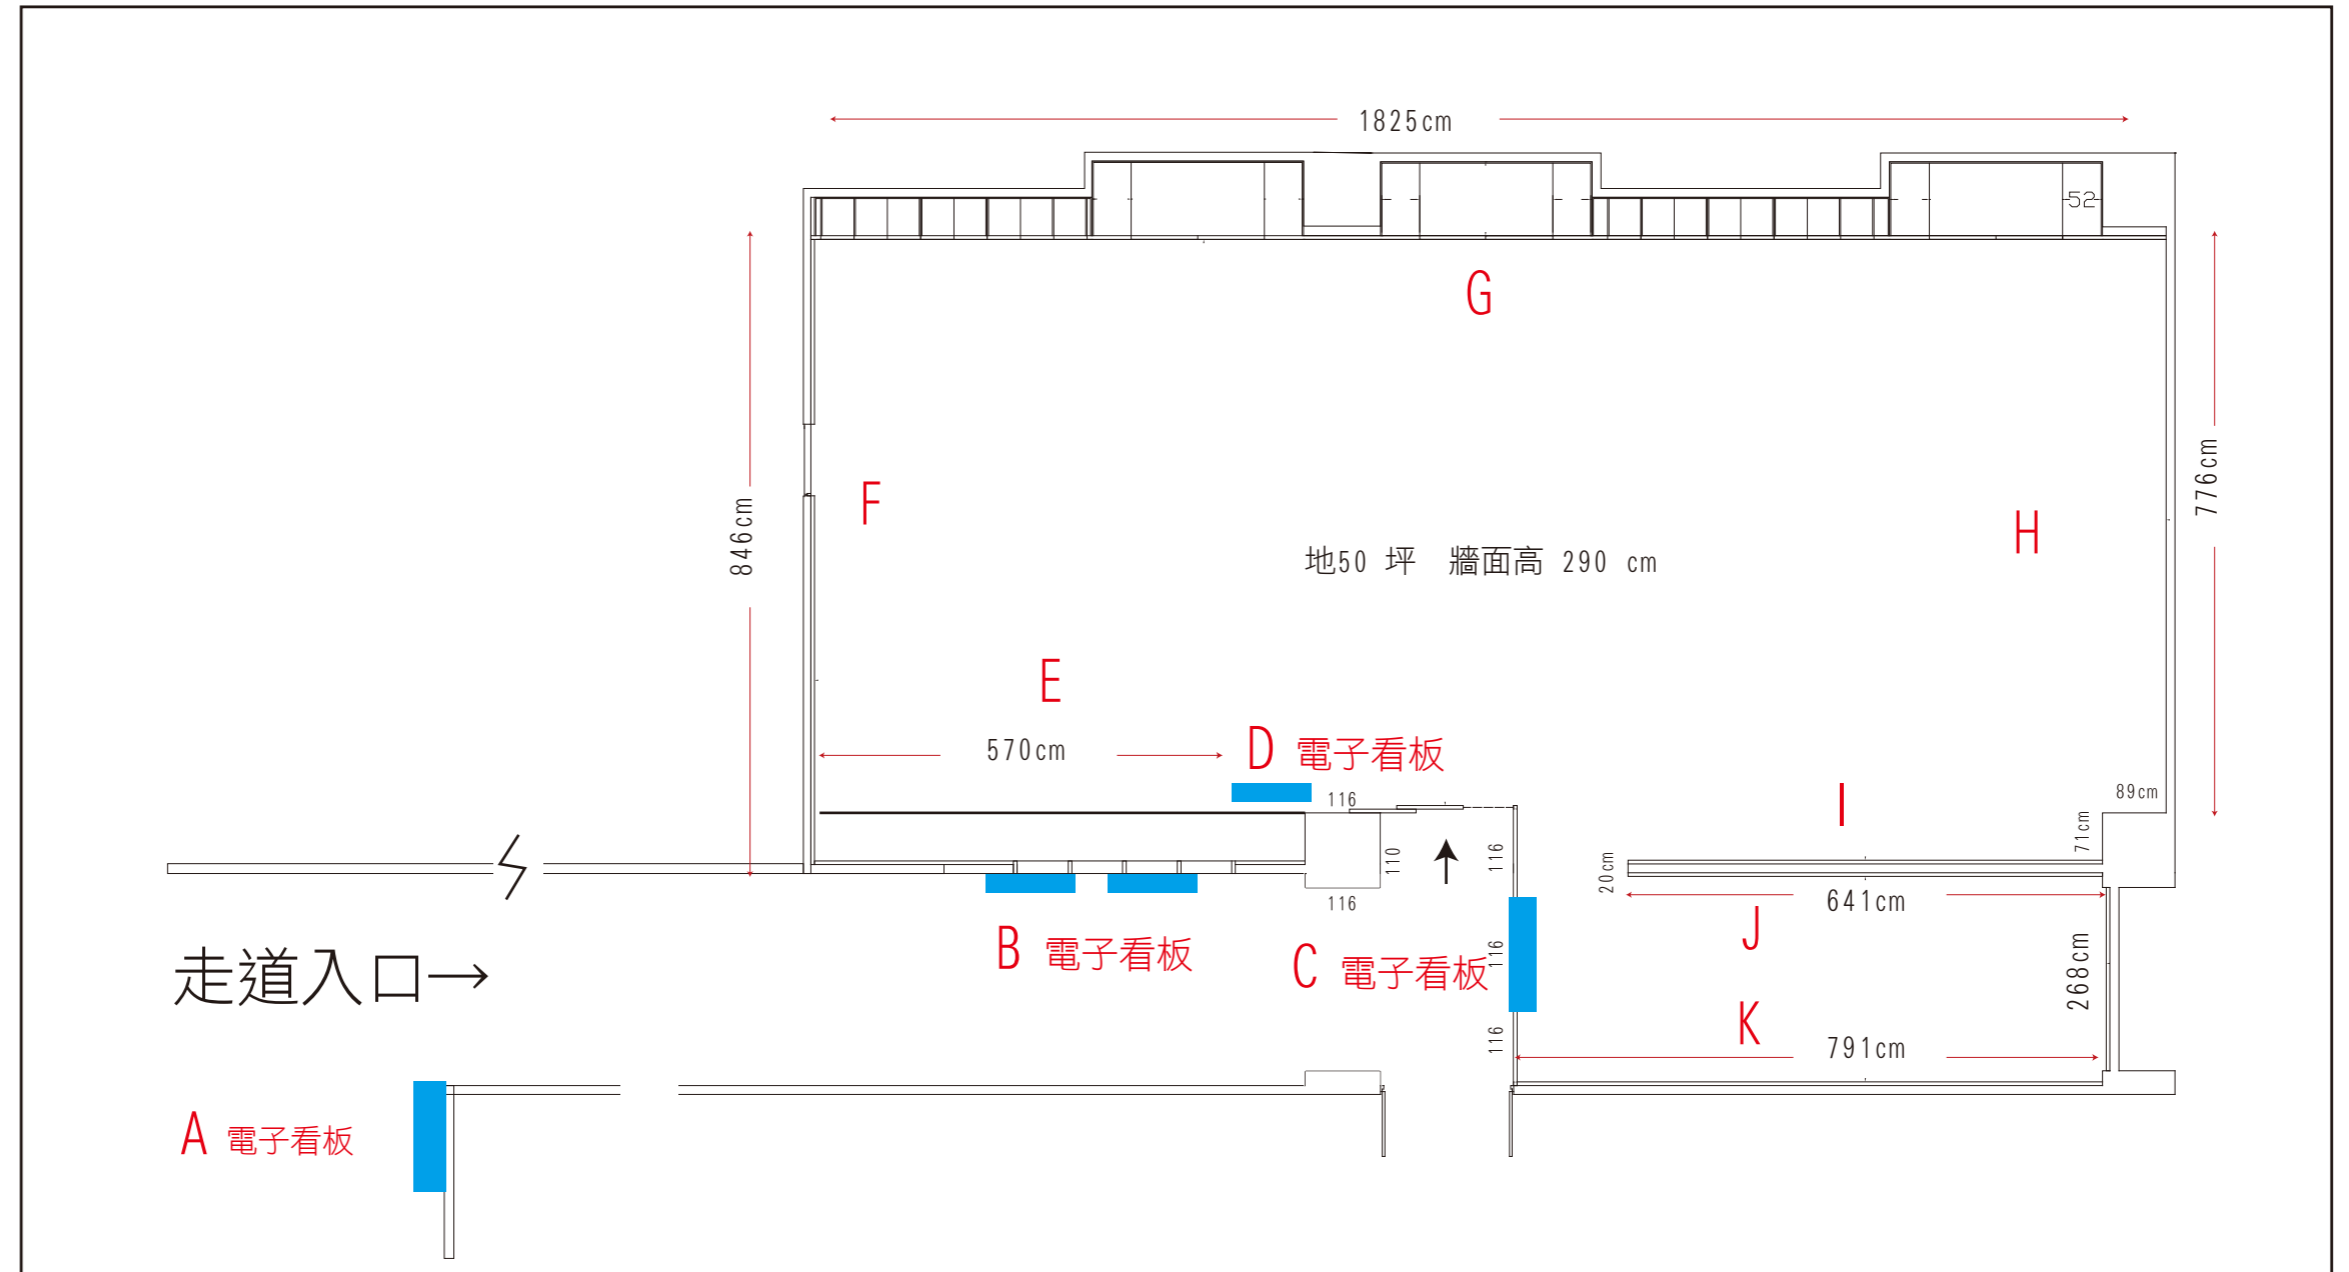 1825cm
52
G
846cm
F
H
776cm
地50 坪 牆面高 290 cm
E
570cm
D 電子看板
116
I
89cm
71cm
110
116
20cm
116
641cm
J
B 電子看板
C 電子看板
116
268cm
走道入口→
K
116
791cm
A 電子看板